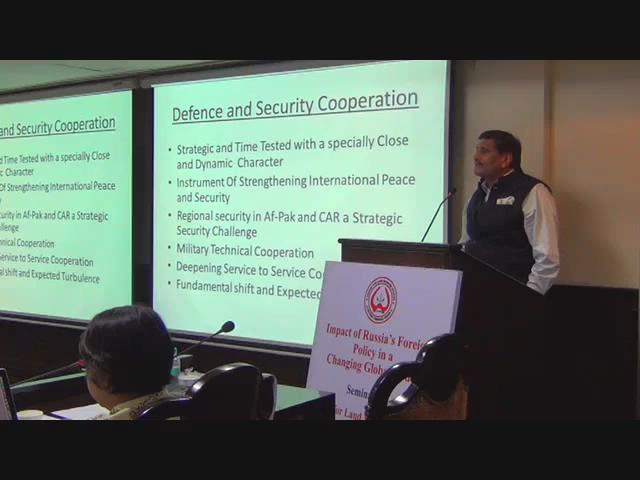 and Security Cooperation
Time Tested with a specially Close
Character
Of Strengthening International Peace
curity in Af-Pak and CAR a Strategic
Cooperation
Service to Service Cooperation
shift and Expected Turbulence
Defence and Security Cooperation
• Strategic and Time Tested with a specially Close
and Dynamic Character
• Instrument Of Strengthening International Peace
and Security
• Regional security in Af-Pak and CAR a Strategic
Security Challenge
• Military Technical Cooperation
• Deepening Service to Service Co
• Fundamental shift and Expected
Impact of Russia's Foreig
Policy in a
Changing Glob
Semin
or Land